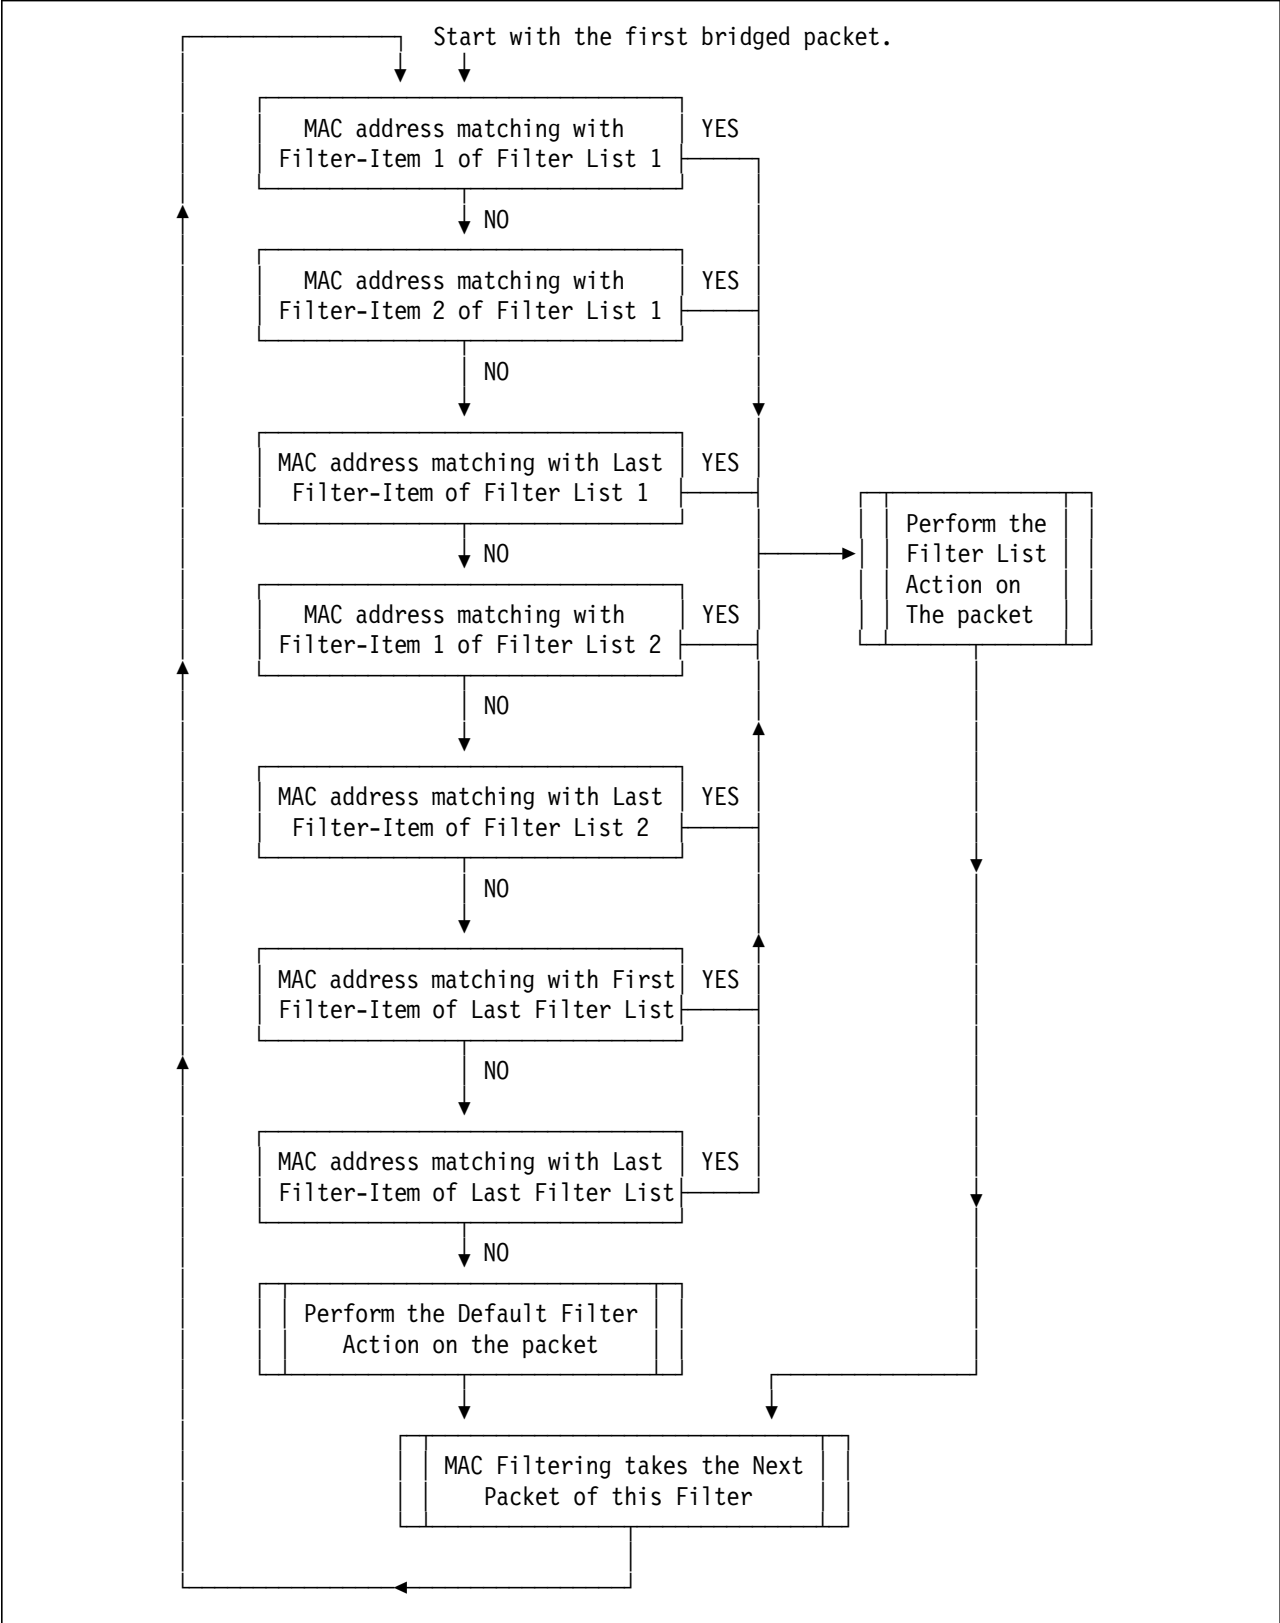 Start with the first bridged packet.
MAC address matching with
Filter-Item 1 of Filter List 1
YES
NO
MAC address matching with
Filter-Item 2 of Filter List 1
YES
NO
MAC address matching with Last
Filter-Item of Filter List 1
YES
NO
Perform the
Filter List
Action on
The packet
MAC address matching with
Filter-Item 1 of Filter List 2
YES
NO
MAC address matching with Last
Filter-Item of Filter List 2
YES
NO
MAC address matching with First
Filter-Item of Last Filter List
YES
NO
MAC address matching with Last
Filter-Item of Last Filter List
YES
NO
Perform the Default Filter
Action on the packet
MAC Filtering takes the Next
Packet of this Filter